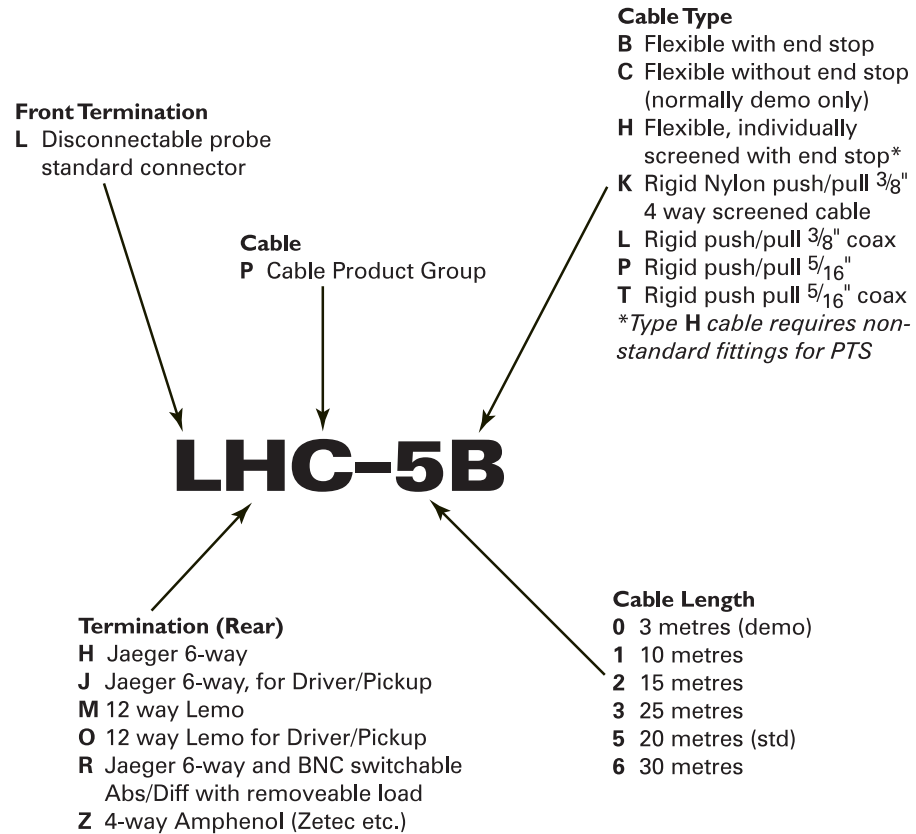 Cable Type
B Flexible with end stop
C Flexible without end stop
(normally demo only)
H Flexible, individually
screened with end stop*
K Rigid Nylon push/pull 3/8"
4 way screened cable
L Rigid push/pull 3/8" coax
P Rigid push/pull 5/16"
T Rigid push pull 5/16" coax
*Type H cable requires non-
standard fittings for PTS
Front Termination
L Disconnectable probe
standard connector
Cable
P Cable Product Group
LHC-5B
Termination (Rear)
H Jaeger 6-way
J Jaeger 6-way, for Driver/Pickup
M 12 way Lemo
O 12 way Lemo for Driver/Pickup
R Jaeger 6-way and BNC switchable
Abs/Diff with removeable load
Z 4-way Amphenol (Zetec etc.)
Cable Length
0 3 metres (demo)
1 10 metres
2 15 metres
3 25 metres
5 20 metres (std)
6 30 metres